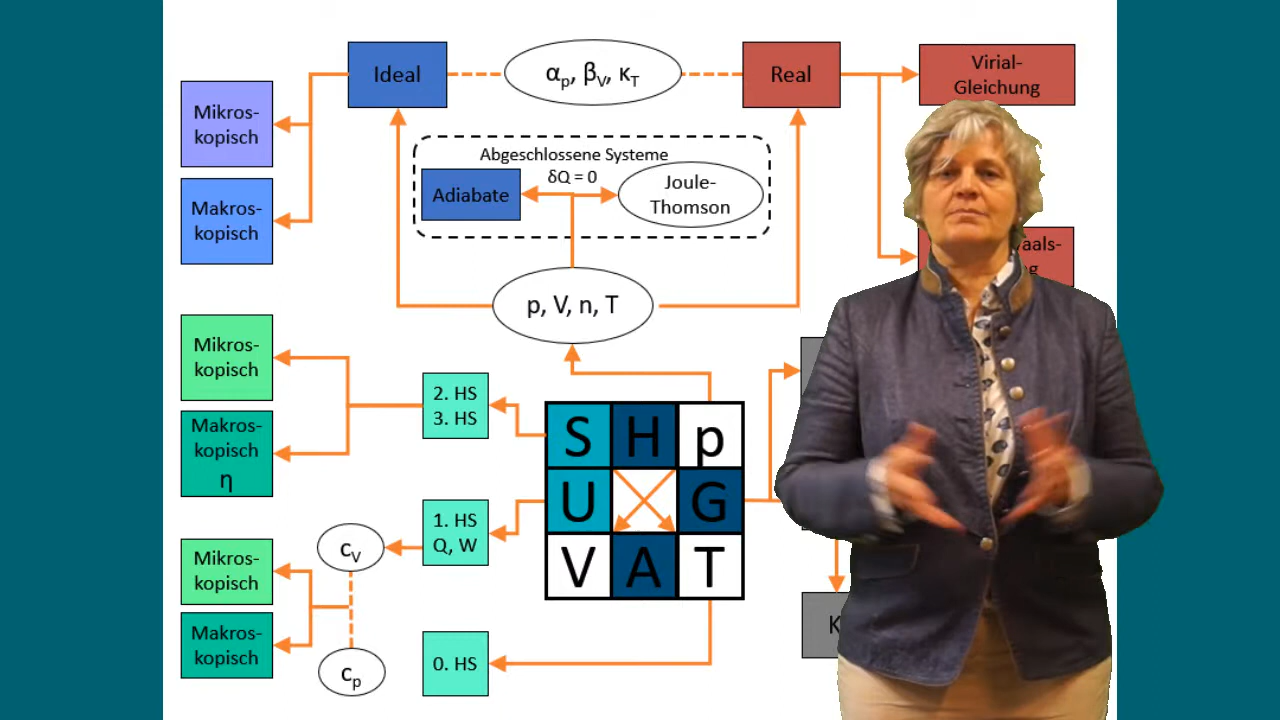 Ideal
αp, βV, κT
Real
Virial-
Gleichung
Mikros-
kopisch
Makros-
kopisch
Abgeschlossene Systeme
δQ = 0
Adiabate
Joule-
Thomson
aals-
g
p, V, n, T
Mikros-
kopisch
Makros-
kopisch
η
2. HS
3. HS
S H p
U G
V A T
1. HS
Q, W
cV
Mikros-
kopisch
Makros-
kopisch
cp
0. HS
K